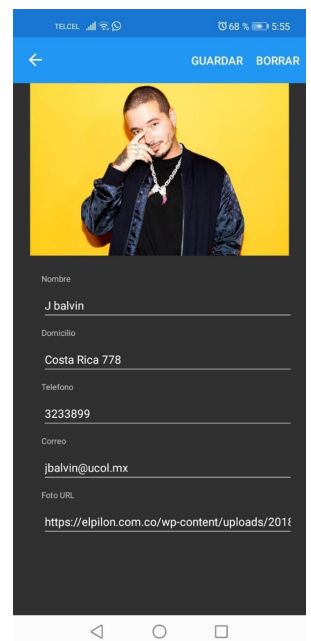 TELCEL 68 % 5:55
GUARDAR BORRAR
Nombre
J balvin
Domicilio
Costa Rica 778
Telefono
3233899
Correo
jbalvin@ucol.mx
Foto URL
https://elpilon.com.co/wp-content/uploads/2018